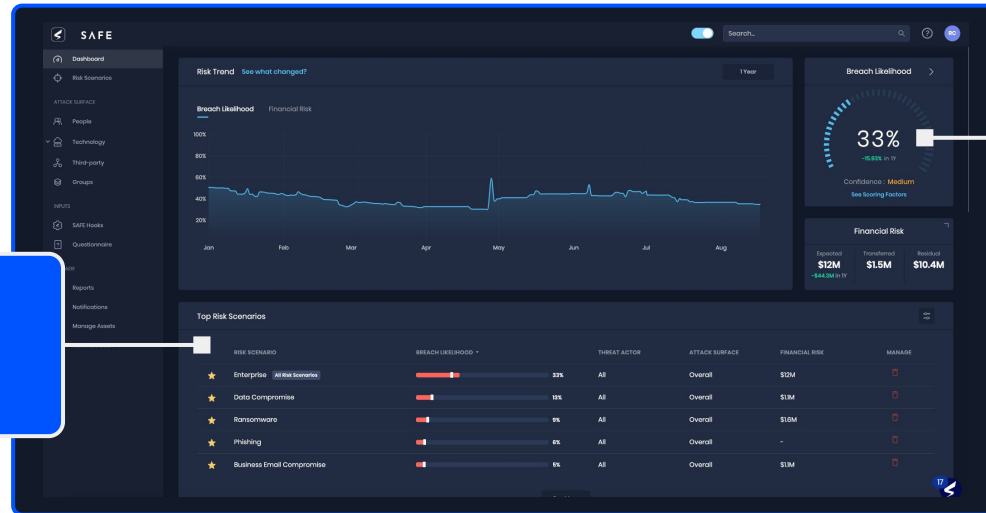 SAFE
Search...
?
RC
Dashboard
Risk Scenarios
ATTACK SURFACE
People
Technology
Third-party
Groups
INPUTS
SAFE Hooks
Questionnaire
Reports
Notifications
Manage Assets
Risk Trend See what changed?
1 Year
Breach Likelihood Financial Risk
100%
80%
60%
40%
20%
Jan Feb Mar Apr May Jun Jul Aug
Breach Likelihood >
33%
-15.93% in 1Y
Confidence : Medium
See Scoring Factors
Financial Risk
Expected Transferred Residual
$12M $1.5M $10.4M
-$44.3M in 1Y
Top Risk Scenarios
RISK SCENARIO BREACH LIKELIHOOD THREAT ACTOR ATTACK SURFACE FINANCIAL RISK MANAGE
Enterprise All Risk Scenarios 33% All Overall $12M
Data Compromise 13% All Overall $1.1M
Ransomware 9% All Overall $1.6M
Phishing 6% All Overall -
Business Email Compromise 5% All Overall $1.1M
17